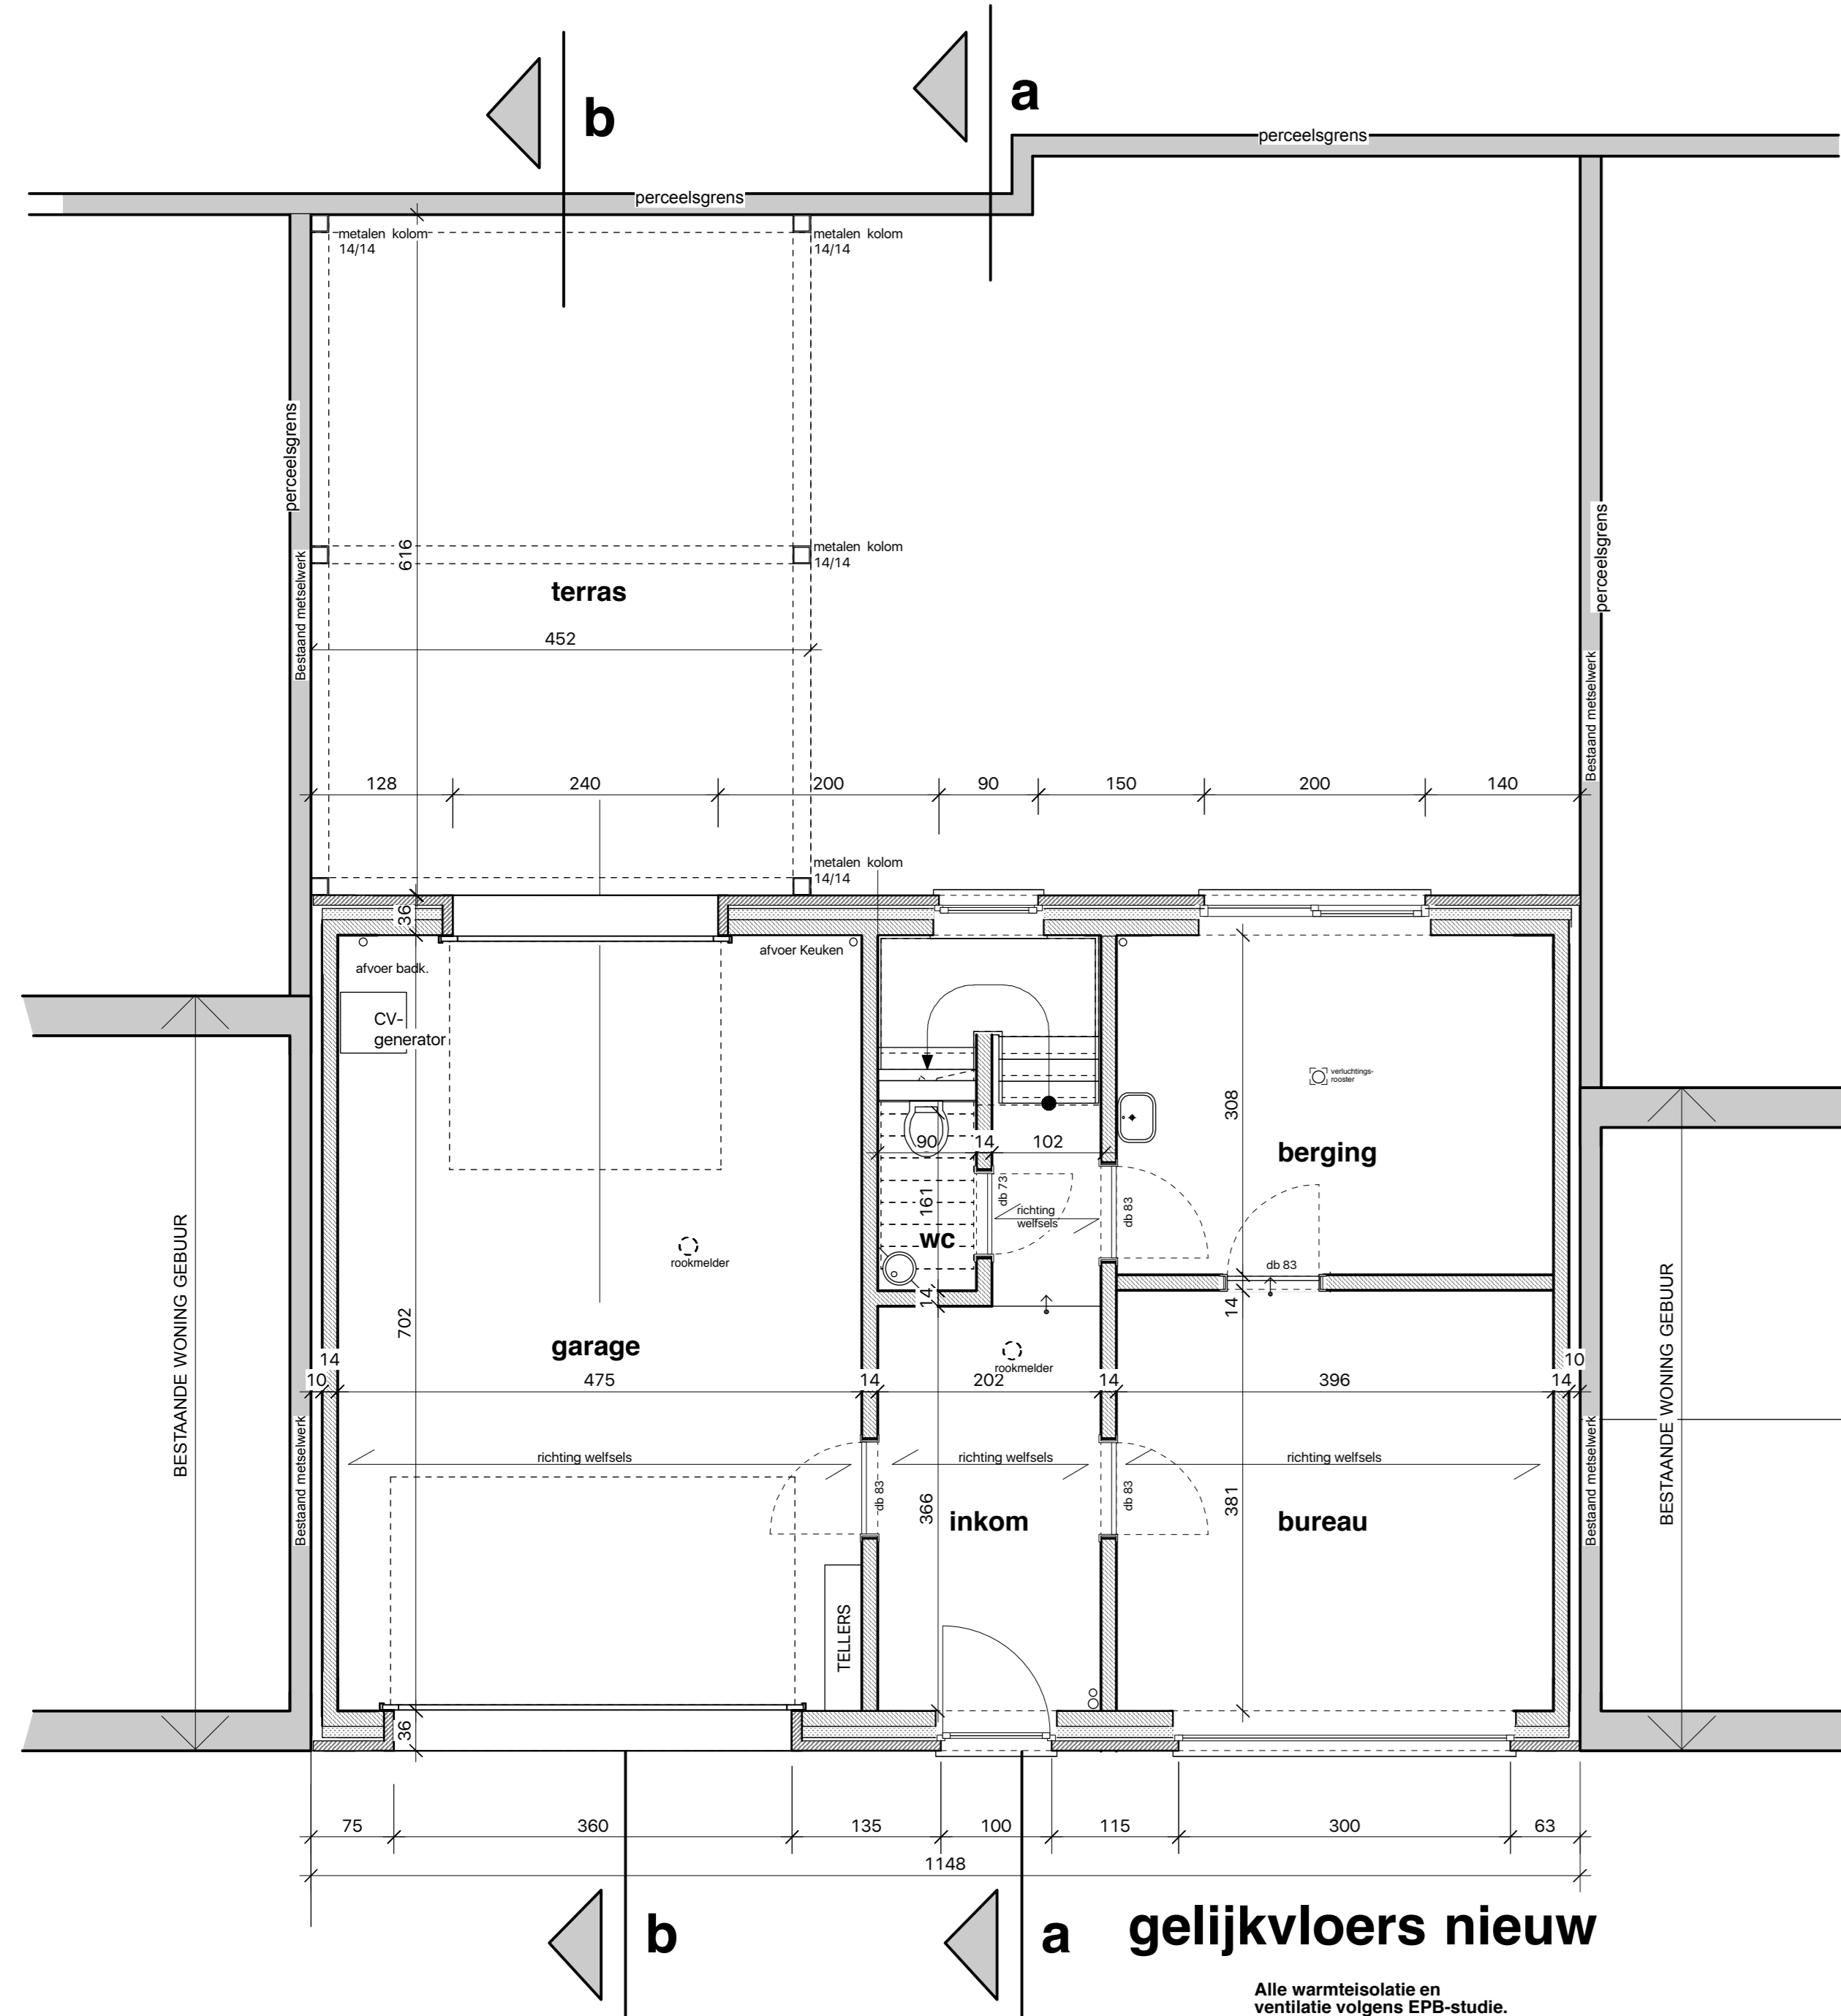 b
a
perceelsgrens
perceelsgrens
metalen kolom
14/14
metalen kolom
14/14
perceelsgrens
perceelsgrens
Bestaand metselwerk
616
metalen kolom
14/14
terras
452
Bestaand metselwerk
128
240
200
90
150
200
140
metalen kolom
14/14
36
afvoer badk.
afvoer Keuken
CV-
generator
verluchtings-
rooster
308
90
14
102
berging
db 73
161
richting
welfsels
db 83
wc
rookmelder
db 83
14
14
BESTAANDE WONING GEBUUR
BESTAANDE WONING GEBUUR
702
garage
rookmelder
14
10
10
475
14
202
14
396
14
Bestaand metselwerk
Bestaand metselwerk
richting welfsels
richting welfsels
richting welfsels
db 83
db 83
366
381
inkom
bureau
TELLERS
36
75
360
135
100
115
300
63
1148
b
a
gelijkvloers nieuw
Alle warmteisolatie en
ventilatie volgens EPB-studie.